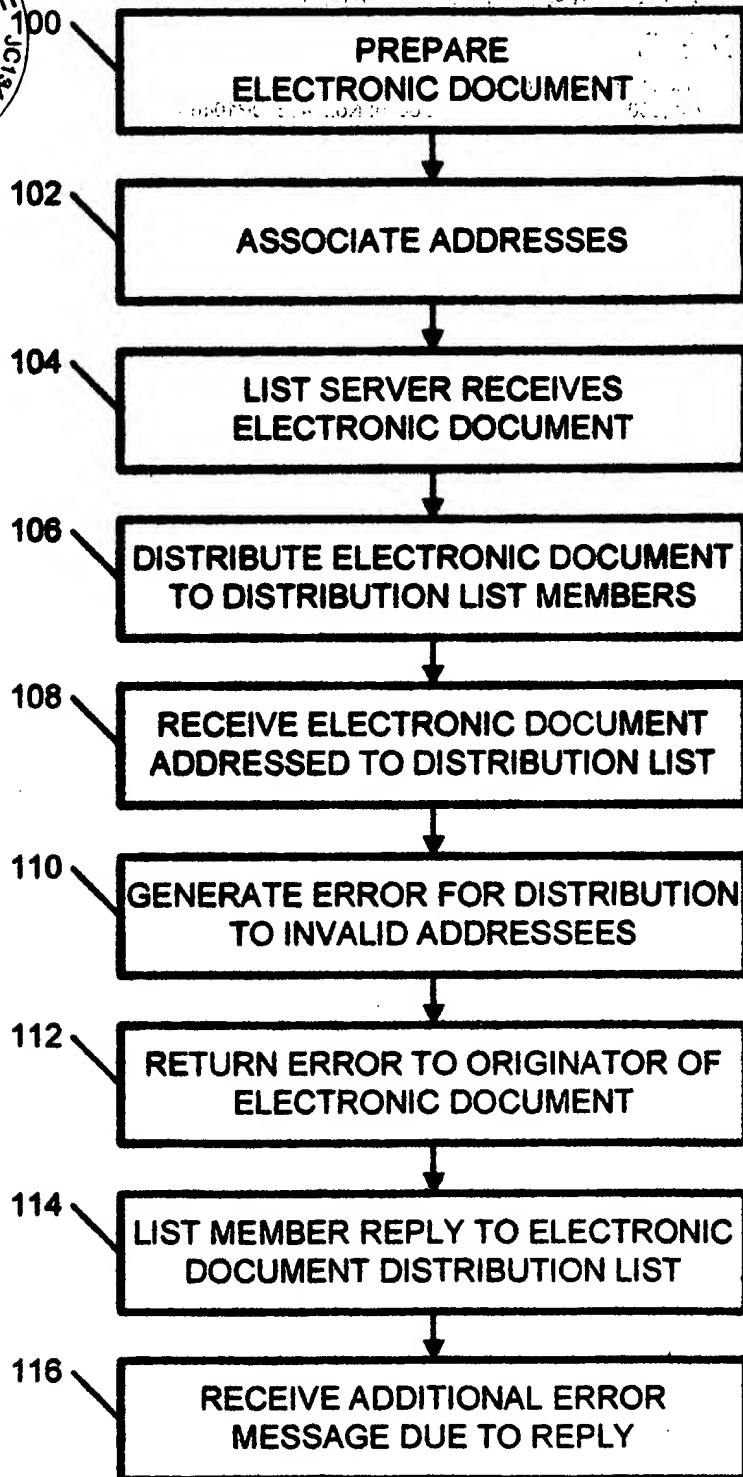 100
PREPARE
ELECTRONIC DOCUMENT
102
ASSOCIATE ADDRESSES
104
LIST SERVER RECEIVES
ELECTRONIC DOCUMENT
106
DISTRIBUTE ELECTRONIC DOCUMENT
TO DISTRIBUTION LIST MEMBERS
108
RECEIVE ELECTRONIC DOCUMENT
ADDRESSED TO DISTRIBUTION LIST
110
GENERATE ERROR FOR DISTRIBUTION
TO INVALID ADDRESSEES
112
RETURN ERROR TO ORIGINATOR OF
ELECTRONIC DOCUMENT
114
LIST MEMBER REPLY TO ELECTRONIC
DOCUMENT DISTRIBUTION LIST
116
RECEIVE ADDITIONAL ERROR
MESSAGE DUE TO REPLY